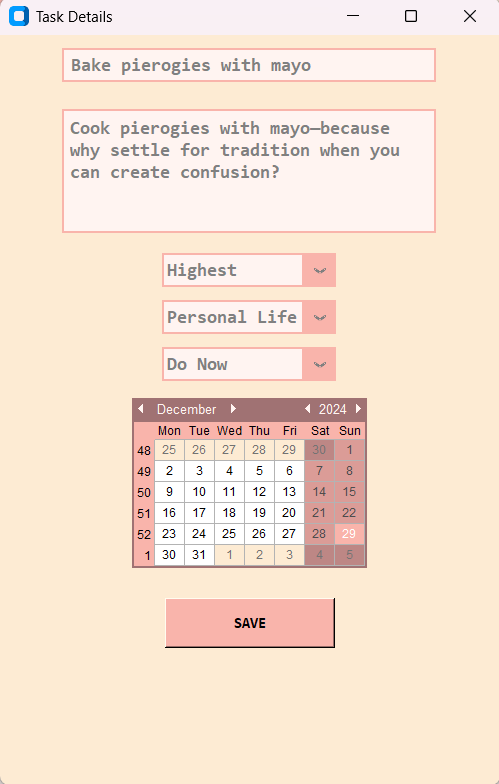 Task Details
Bake pierogies with mayo
Cook pierogies with mayo—because
why settle for tradition when you
can create confusion?
Highest
Personal Life
Do Now
December 2024
Mon Tue Wed Thu Fri Sat Sun
48 25 26 27 28 29 30 1
49 2 3 4 5 6 7 8
50 9 10 11 12 13 14 15
51 16 17 18 19 20 21 22
52 23 24 25 26 27 28 29
1 30 31 1 2 3 4 5
SAVE